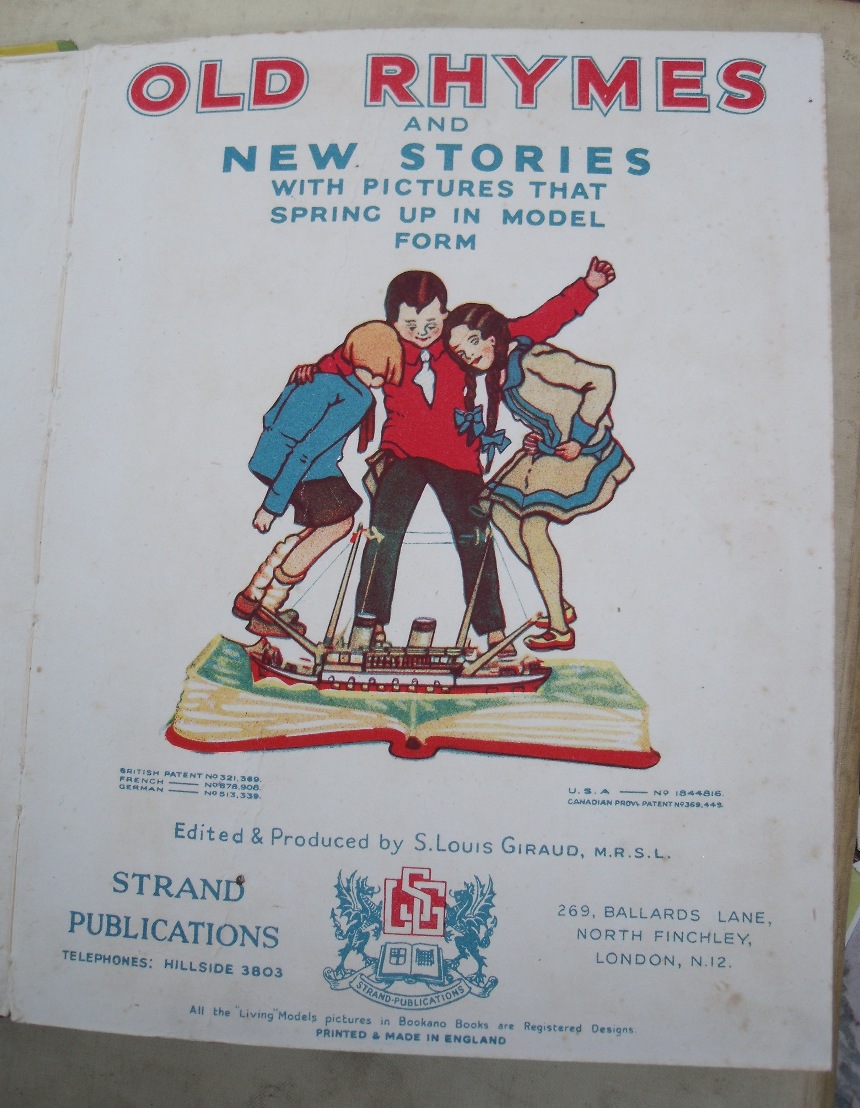 OLD RHYMES
AND
NEW STORIES
WITH PICTURES THAT
SPRING UP IN MODEL
FORM
BRITISH PATENT No 321,369.
FRENCH —— No 678,908.
GERMAN —— No 513,339.
U.S.A —— No 1844816.
CANADIAN PROV. PATENT No 369,449.
Edited & Produced by S. LOUIS GIRAUD, M.R.S.L.
STRAND
PUBLICATIONS
TELEPHONES: HILLSIDE 3803
LSG
STRAND-PUBLICATIONS
269, BALLARDS LANE,
NORTH FINCHLEY,
LONDON, N.12.
All the "Living" Models pictures in Bookano Books are Registered Designs.
PRINTED & MADE IN ENGLAND